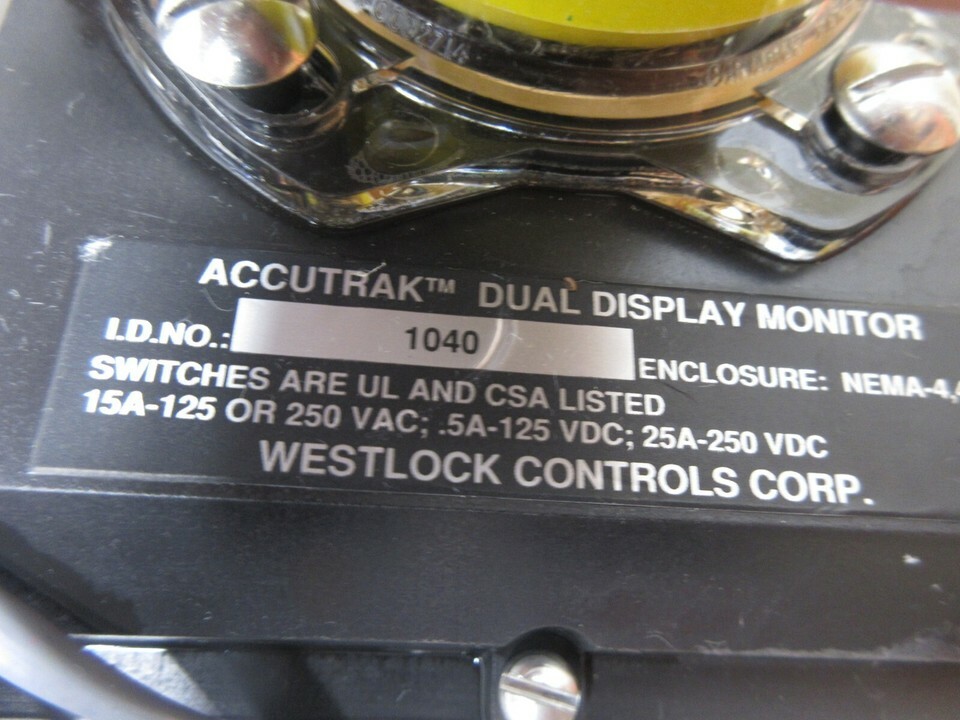 ACCUTRAK™ DUAL DISPLAY MONITOR
I.D.NO.: 1040 ENCLOSURE: NEMA-4,
SWITCHES ARE UL AND CSA LISTED
15A-125 OR 250 VAC; .5A-125 VDC; 25A-250 VDC
WESTLOCK CONTROLS CORP.